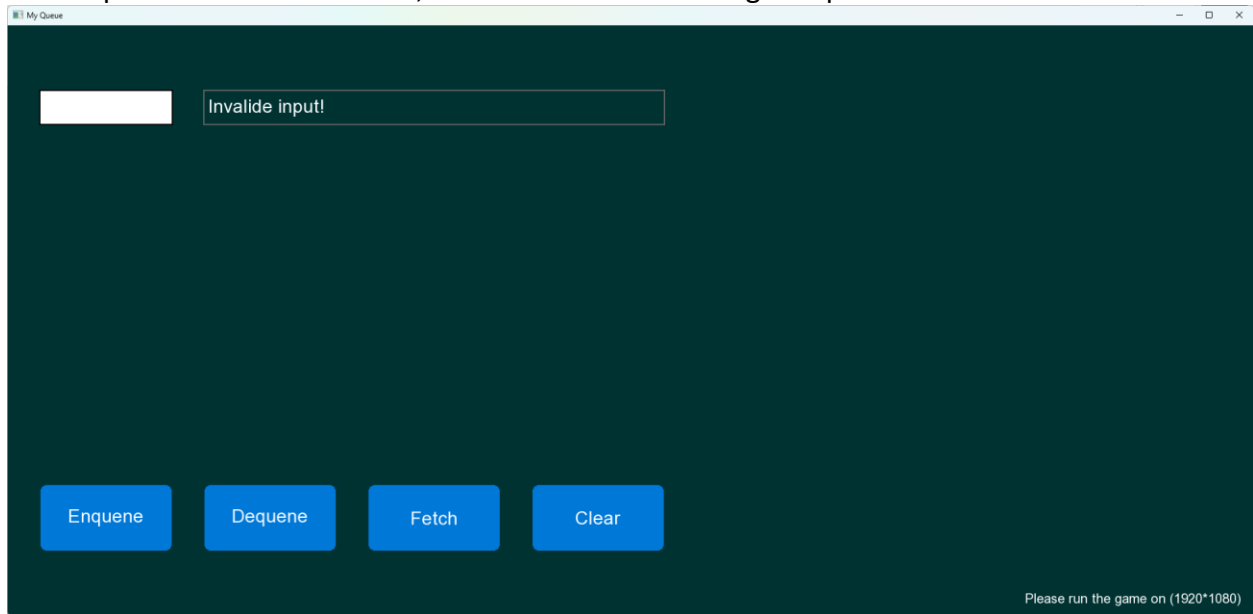 My Queue
Invalide input!
Enquene Dequene Fetch Clear
Please run the game on (1920*1080)